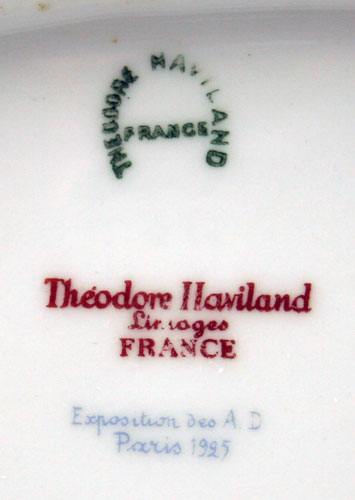 THEODORE HAVILAND
FRANCE
Théodore Haviland
Limoges
FRANCE
Exposition des A. D
Paris 1925